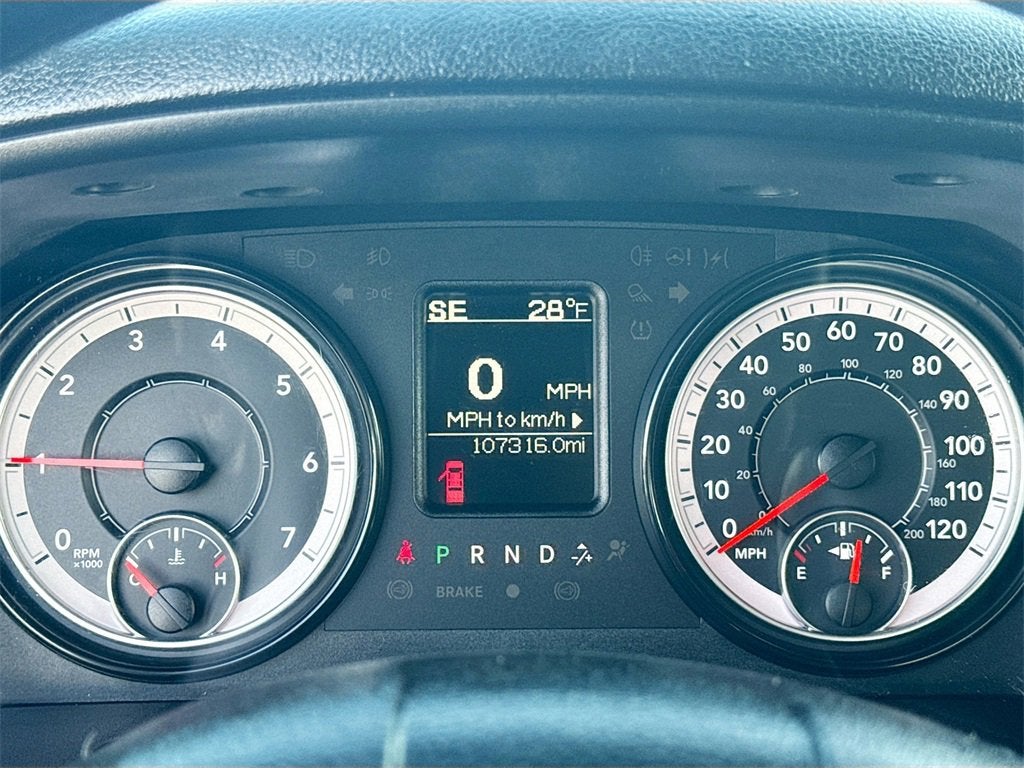 SE 28°F
0 MPH
MPH to km/h
107316.0mi
P R N D
BRAKE
0 1 2 3 4 5 6 7
RPM
x1000
C H
0 10 20 30 40 50 60 70 80 90 100 110 120
0 20 40 60 80 100 120 140 160 180 200
km/h
MPH
E F